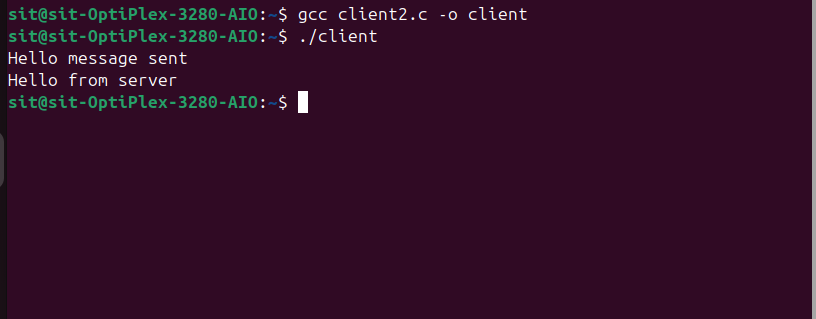 sit@sit-OptiPlex-3280-AIO:~$ gcc client2.c -o client
sit@sit-OptiPlex-3280-AIO:~$ ./client
Hello message sent
Hello from server
sit@sit-OptiPlex-3280-AIO:~$